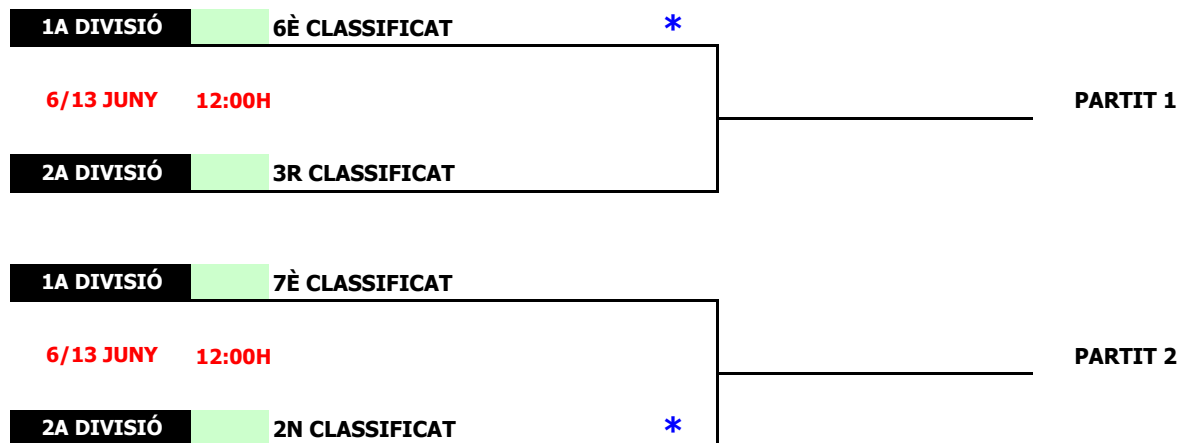 1A DIVISIÓ 6È CLASSIFICAT *
6/13 JUNY 12:00H PARTIT 1
2A DIVISIÓ 3R CLASSIFICAT
1A DIVISIÓ 7È CLASSIFICAT
6/13 JUNY 12:00H PARTIT 2
2A DIVISIÓ 2N CLASSIFICAT *